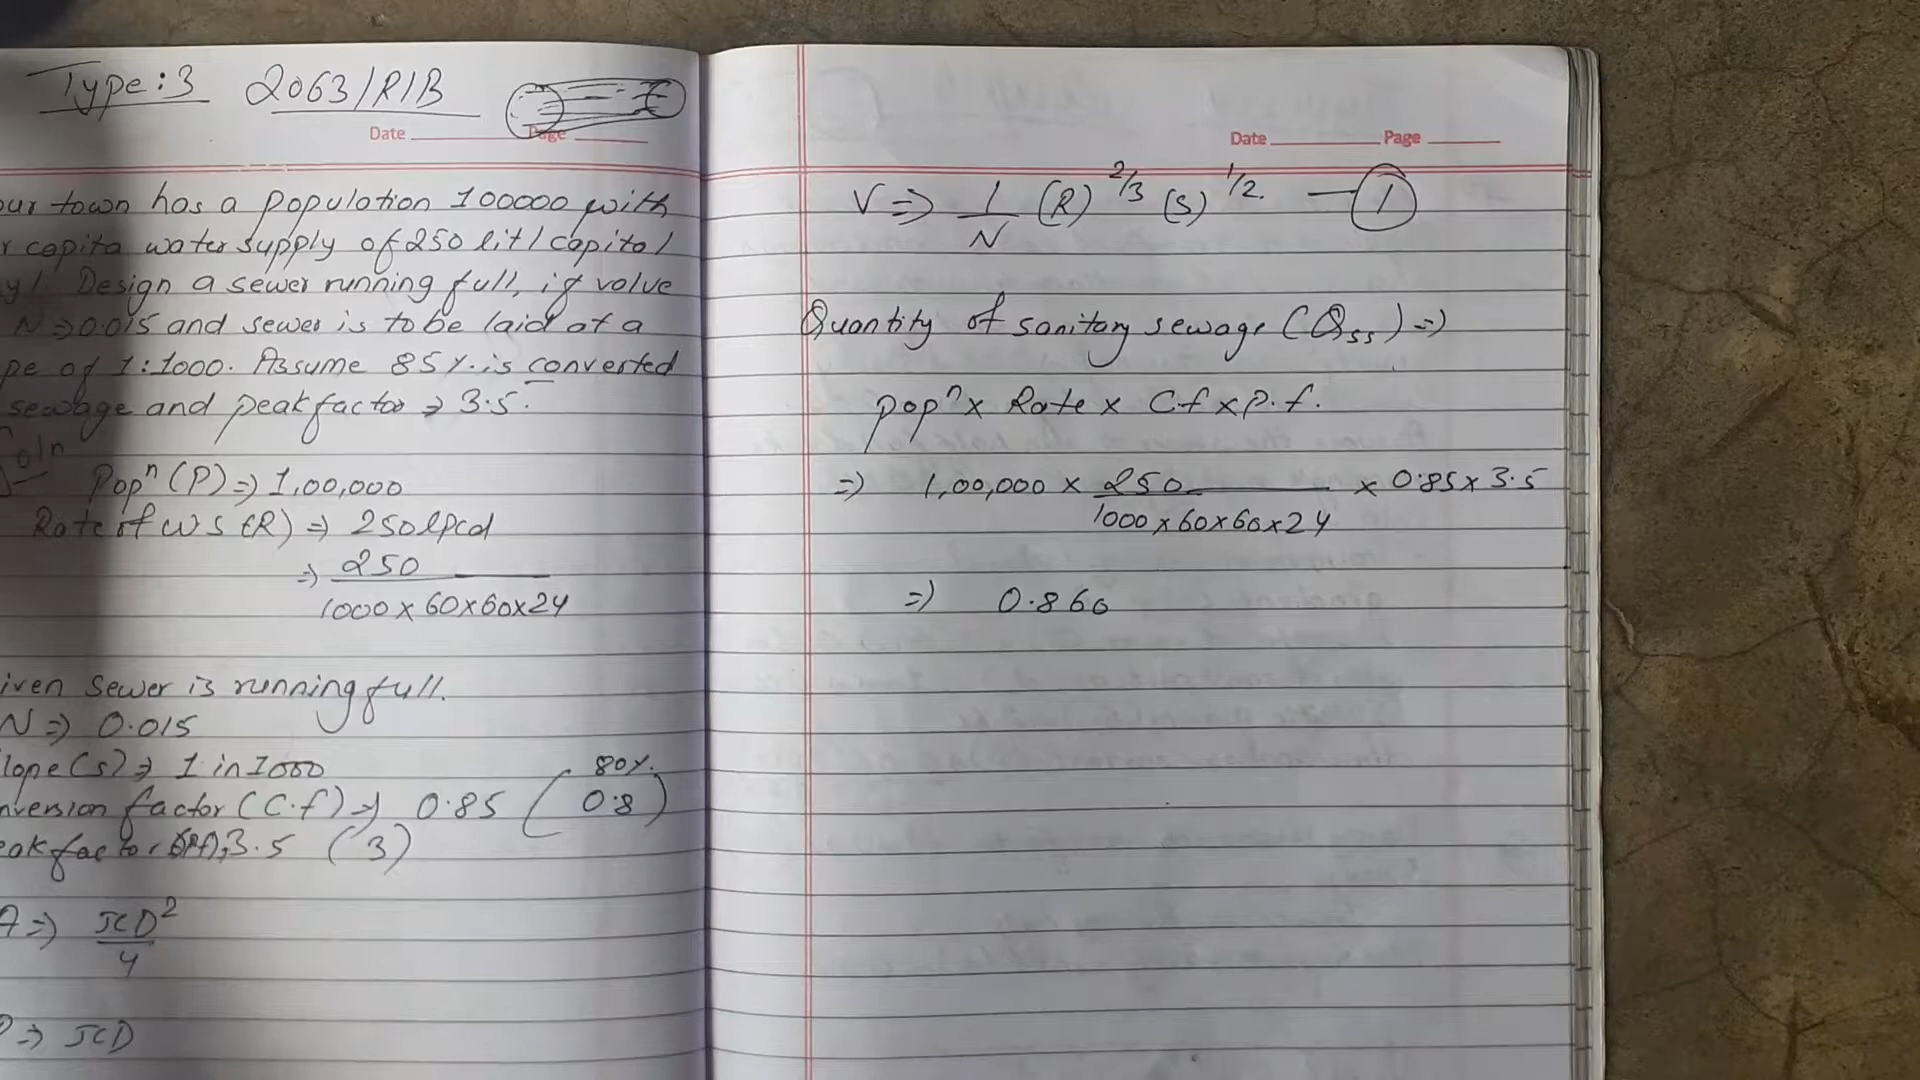 Type:3 2063/R/B
Date Page
our town has a population 100000 with
r capita water supply of 250 lit/capita/
y/. Design a sewer running full, if value
N⇒0.015 and sewer is to be laid at a
pe of 1:1000. Assume 85%. is converted
sewage and peak factor ⇒ 3.5.
Soln
Popⁿ (P) ⇒ 1,00,000
Rate of WS (R) ⇒ 250 lpcd
⇒ 250
1000 × 60 × 60 × 24
iven sewer is running full.
N ⇒ 0.015
lope (s) ⇒ 1 in 1000
nversion factor (C.f) ⇒ 0.85 ( 80%. 0.8 )
eak factor (P.f) ⇒ 3.5 (3)
A ⇒ πD²
4
P ⇒ πD
Date Page
V ⇒ 1/N (R)^2/3 (s)^1/2. — 1
Quantity of sanitary sewage (Qss) ⇒
popⁿ × Rate × C.f × p.f.
⇒ 1,00,000 × 250 × 0.85 × 3.5
1000 × 60 × 60 × 24
⇒ 0.860